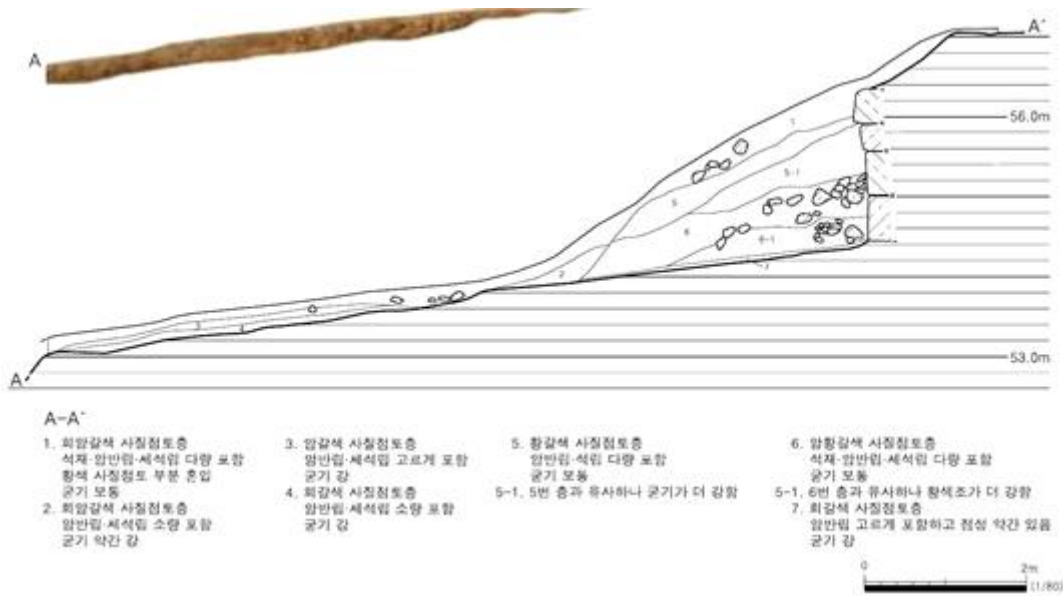 A
A'
1
56.0m
5-1
5
6
6-1
2
7
3
4
53.0m
A
A-A'
1. 회암갈색 사질점토층
석재·암반립·세석립 다량 포함
황색 사질점토 부분 혼입
굳기 보통
2. 회암갈색 사질점토층
암반립·세석립 소량 포함
굳기 약간 강
3. 암갈색 사질점토층
암반립·세석립 고르게 포함
굳기 강
4. 회갈색 사질점토층
암반립·세석립 소량 포함
굳기 강
5. 황갈색 사질점토층
암반립·석립 다량 포함
굳기 보통
5-1. 5번 층과 유사하나 굳기가 더 강함
6. 암황갈색 사질점토층
석재·암반립·세석립 다량 포함
굳기 보통
5-1. 6번 층과 유사하나 황색조가 더 강함
7. 회갈색 사질점토층
암반립 고르게 포함하고 점성 약간 있음
굳기 강
0 2m
(1/80)